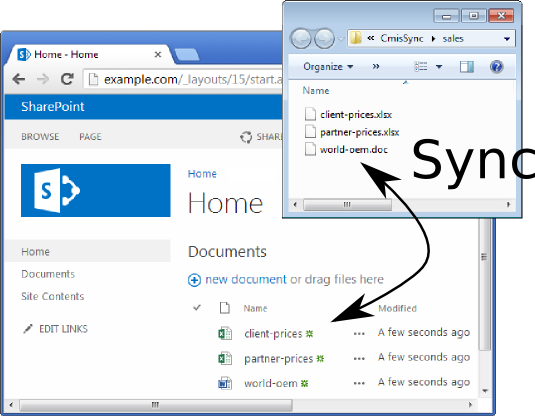 Home - Home
example.com/_layouts/15/start.a
SharePoint
BROWSE PAGE SHAR
S
Home
Home
Home
Documents
Site Contents
EDIT LINKS
Documents
new document or drag files here
Name Modified
client-prices ... A few seconds ago
partner-prices ... A few seconds ago
world-oem ... A few seconds ago
« CmisSync sales
Organize »
Name
client-prices.xlsx
partner-prices.xlsx
world-oem.doc
Sync